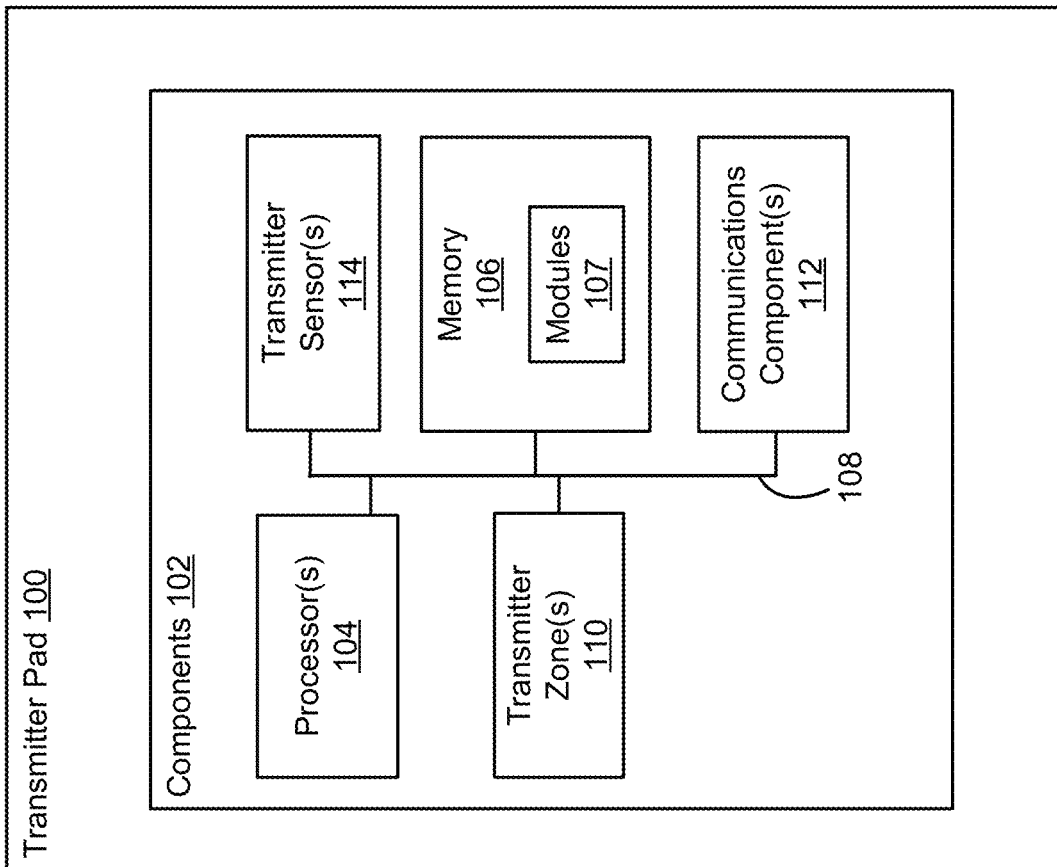 Transmitter Pad 100
Components 102
Processor(s)
104
Transmitter
Zone(s)
110
Transmitter
Sensor(s)
114
Memory
106
Modules
107
Communications
Component(s)
112
108